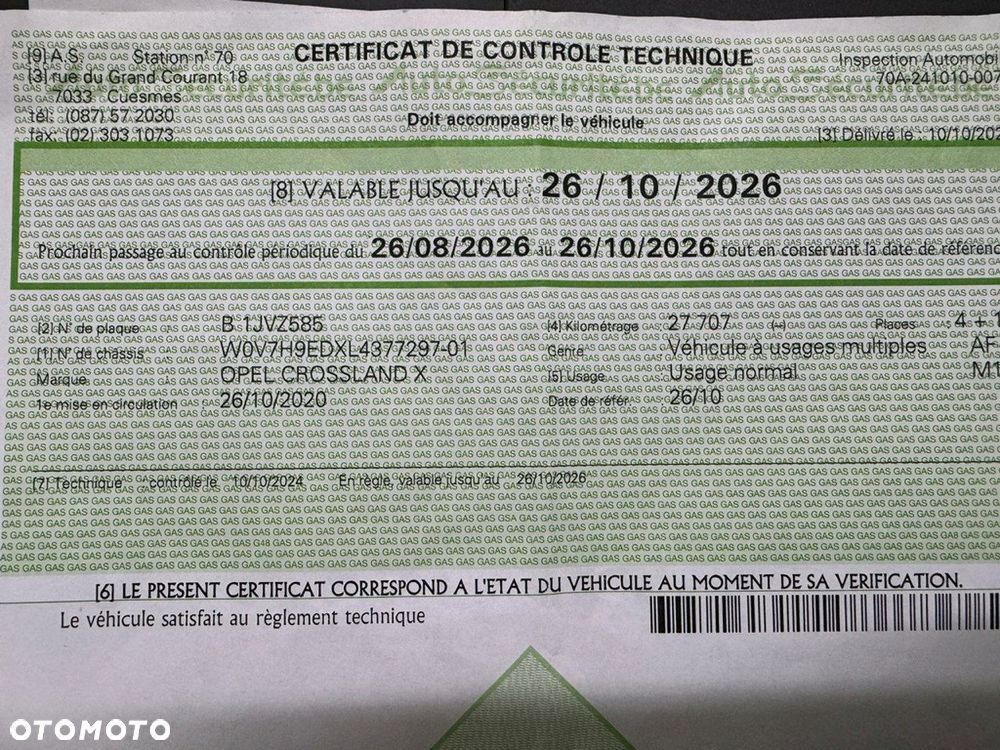 [9] A.S. Station n° 70
CERTIFICAT DE CONTROLE TECHNIQUE
Inspection Automobi
[3] rue du Grand Courant 18
70A-241010-007
7033 Cuesmes
tél. (087) 57 2030
Doit accompagner le véhicule
fax. (02) 303 1073
[3] Délivré le : 10/10/202
[8] VALABLE JUSQU'AU : 26 / 10 / 2026
Prochain passage au contrôle périodique du 26/08/2026 au 26/10/2026 tout en conservant la date de référenc
[2] N° de plaque B 1JVZ585 [4] Kilométrage 27 707 (--) Places : 4 + 1
[1] N° de chassis W0V7H9EDXL4377297-01 Genre Véhicule à usages multiples AF
Marque : OPEL CROSSLAND X [5] Usage Usage normal M1
1e mise en circulation 26/10/2020 Date de référ. 26/10
[7] Technique contrôlé le 10/10/2024 En règle, valable jusqu'au 26/10/2026
[6] LE PRESENT CERTIFICAT CORRESPOND A L'ETAT DU VEHICULE AU MOMENT DE SA VERIFICATION.
Le véhicule satisfait au règlement technique
OTOMOTO